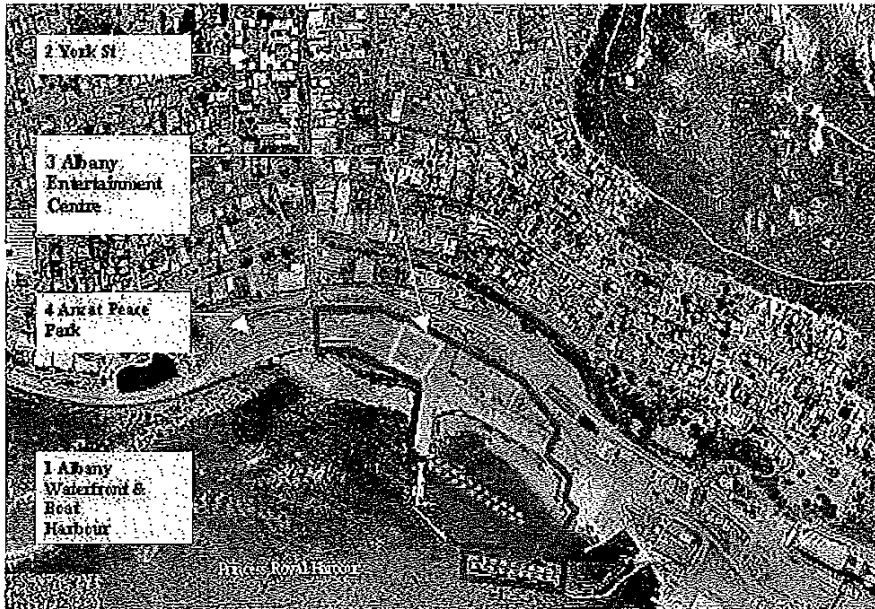 2 York St
3 Albany
Entertainment
Centre
4 Anzac Peace
Park
1 Albany
Waterfront &
Boat
Harbour
Princess Royal Harbour